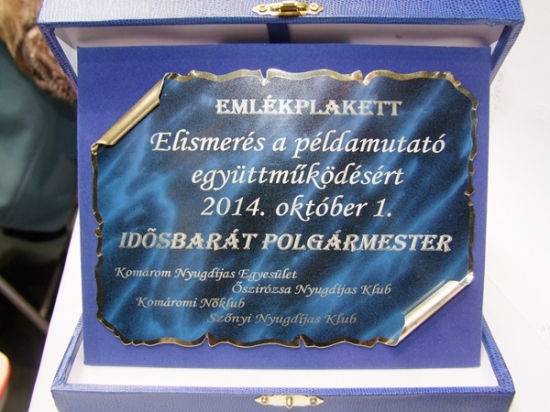 EMLÉKPLAKETT
Elismerés a példamutató
együttműködésért
2014. október 1.
IDŐSBARÁT POLGÁRMESTER
Komárom Nyugdíjas Egyesület
Őszirózsa Nyugdíjas Klub
Komáromi Nőklub
Szőnyi Nyugdíjas Klub